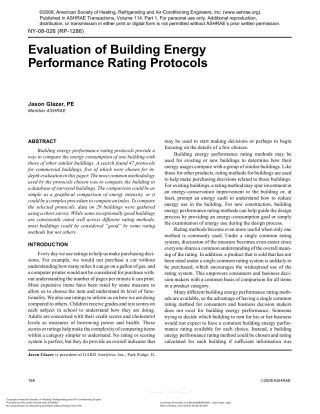 ©2008, American Society of Heating, Refrigerating and Air-Conditioning Engineers, Inc. (www.ashrae.org).
Published in ASHRAE Transactions, Volume 114, Part 1. For personal use only. Additional reproduction,
distribution, or transmission in either print or digital form is not permitted without ASHRAE's prior written permission.
NY-08-026 (RP-1286)
Evaluation of Building Energy
Performance Rating Protocols
Jason Glazer, PE
Member ASHRAE
ABSTRACT
Building energy performance rating protocols provide a
way to compare the energy consumption of one building with
those of other similar buildings. A search found 47 protocols
for commercial buildings, five of which were chosen for in-
depth evaluation in this paper. The most common methodology
used by the protocols chosen was to compare the building to
a database of surveyed buildings. The comparison could be as
simple as a graphical comparison of energy intensity, or it
could be a complex procedure to compute an index. To compare
the selected protocols, data on 29 buildings were gathered
using a short survey. While some exceptionally good buildings
are consistently rated well across different rating methods,
most buildings could be considered "good" by some rating
methods but not others.
INTRODUCTION
Every day we use ratings to help us make purchasing decisi-
ons. For example, we would not purchase a car without
understanding how many miles it can go on a gallon of gas, and
a computer printer would not be acquired for purchase with-
out understanding the number of pages per minute it can print.
Most expensive items have been rated by some measure to
allow us to choose the item and understand its level of func-
tionality. We also use ratings to inform us on how we are doing
compared to others. Children receive grades and test scores on
each subject in school to understand how they are doing.
Adults are concerned with their credit scores and cholesterol
levels as measures of borrowing power and health. These
scores or ratings help make the complexity of comparing items
within a category simpler to understand. No rating or scoring
system is perfect, but they do provide an overall indicator that
may be used to start making decisions or perhaps to begin
focusing on the details of a few choices.
Building energy performance rating methods may be
used for existing or new buildings to determine how their
energy usages compare with a group of similar buildings. Like
those for other products, rating methods for buildings are used
to help make purchasing decisions related to those buildings.
For existing buildings, a rating method may spur investment in
an energy-conservation improvement to the building or, at
least, prompt an energy audit to understand how to reduce
energy use in the building. For new construction, building
energy performance rating methods can help guide the design
process by providing an energy consumption goal or simply
the examination of energy use during the design process.
Rating methods become even more useful when only one
method is commonly used. Under a single common rating
system, discussion of the measure becomes even easier since
everyone shares a common understanding of the overall mean-
ing of the rating. In addition, a product that is sold that has not
been rated under a single common rating system is unlikely to
be purchased, which encourages the widespread use of the
rating system. This empowers consumers and business deci-
sion makers with a common basis of comparison for all items
in a product category.
Many different building energy performance rating meth-
ods are available, so the advantage of having a single common
rating method for consumers and business decision makers
does not exist for building energy performance. Someone
trying to decide which building to rent for his or her business
would not expect to have a common building energy perfor-
mance rating available for each choice. Instead, a building
energy performance rating method could be chosen and rating
calculated for each building if sufficient information was
Jason Glazer is president of GARD Analytics, Inc., Park Ridge, IL.
198
©2008 ASHRAE